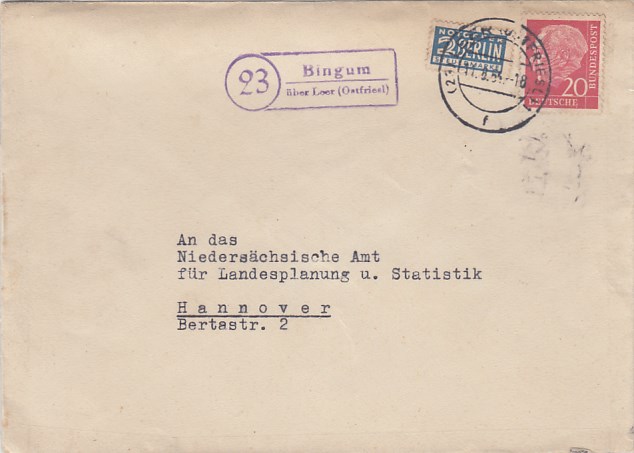 23
Bingum
über Leer (Ostfriesl)
NOTOPFER
2 BERLIN
STEUERMARKE
20
DEUTSCHE
BUNDESPOST
f
An das
Niedersächsische Amt
für Landesplanung u. Statistik
Hannover
Bertastr. 2